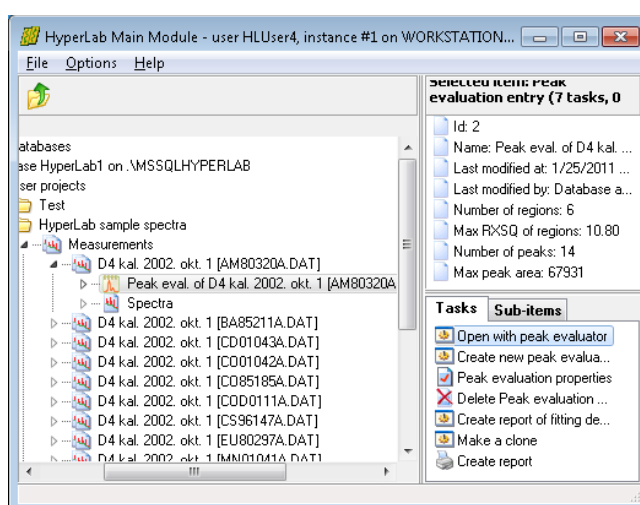 HyperLab Main Module - user HLUser4, instance #1 on WORKSTATION...
File Options Help
atabases
ase HyperLab1 on .\MSSQLHYPERLAB
ser projects
Test
HyperLab sample spectra
Measurements
D4 kal. 2002. okt. 1 [AM80320A.DAT]
Peak eval. of D4 kal. 2002. okt. 1 [AM80320A
Spectra
D4 kal. 2002. okt. 1 [BA85211A.DAT]
D4 kal. 2002. okt. 1 [CD01043A.DAT]
D4 kal. 2002. okt. 1 [CO01042A.DAT]
D4 kal. 2002. okt. 1 [CO85185A.DAT]
D4 kal. 2002. okt. 1 [COD0111A.DAT]
D4 kal. 2002. okt. 1 [CS96147A.DAT]
D4 kal. 2002. okt. 1 [EU80297A.DAT]
D4 kal. 2002. okt. 1 [MN01041A.DAT]
Selected item: Peak
evaluation entry (7 tasks, 0
Id: 2
Name: Peak eval. of D4 kal. ...
Last modified at: 1/25/2011 ...
Last modified by: Database a...
Number of regions: 6
Max RXSQ of regions: 10.80
Number of peaks: 14
Max peak area: 67931
Tasks Sub-items
Open with peak evaluator
Create new peak evalua...
Peak evaluation properties
Delete Peak evaluation ...
Create report of fitting de...
Make a clone
Create report